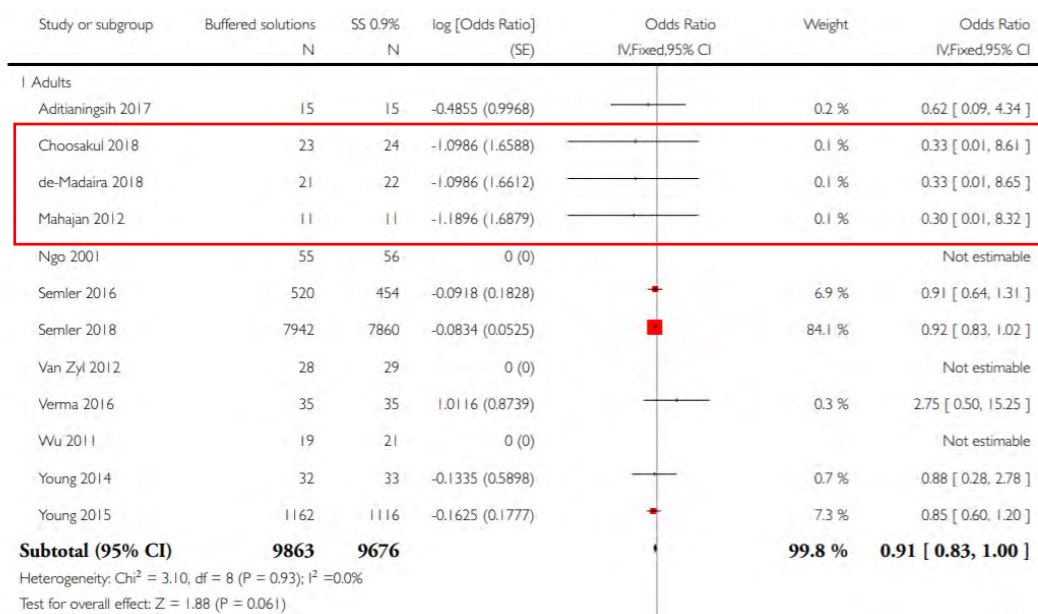 Study or subgroup Buffered solutions SS 0.9% log [Odds Ratio] Odds Ratio Weight Odds Ratio
N N (SE) IV,Fixed,95% CI IV,Fixed,95% CI
1 Adults
Aditianingsih 2017 15 15 -0.4855 (0.9968) 0.2 % 0.62 [ 0.09, 4.34 ]
Choosakul 2018 23 24 -1.0986 (1.6588) 0.1 % 0.33 [ 0.01, 8.61 ]
de-Madaira 2018 21 22 -1.0986 (1.6612) 0.1 % 0.33 [ 0.01, 8.65 ]
Mahajan 2012 11 11 -1.1896 (1.6879) 0.1 % 0.30 [ 0.01, 8.32 ]
Ngo 2001 55 56 0 (0) Not estimable
Semler 2016 520 454 -0.0918 (0.1828) 6.9 % 0.91 [ 0.64, 1.31 ]
Semler 2018 7942 7860 -0.0834 (0.0525) 84.1 % 0.92 [ 0.83, 1.02 ]
Van Zyl 2012 28 29 0 (0) Not estimable
Verma 2016 35 35 1.0116 (0.8739) 0.3 % 2.75 [ 0.50, 15.25 ]
Wu 2011 19 21 0 (0) Not estimable
Young 2014 32 33 -0.1335 (0.5898) 0.7 % 0.88 [ 0.28, 2.78 ]
Young 2015 1162 1116 -0.1625 (0.1777) 7.3 % 0.85 [ 0.60, 1.20 ]
Subtotal (95% CI) 9863 9676 99.8 % 0.91 [ 0.83, 1.00 ]
Heterogeneity: Chi² = 3.10, df = 8 (P = 0.93); I² =0.0%
Test for overall effect: Z = 1.88 (P = 0.061)